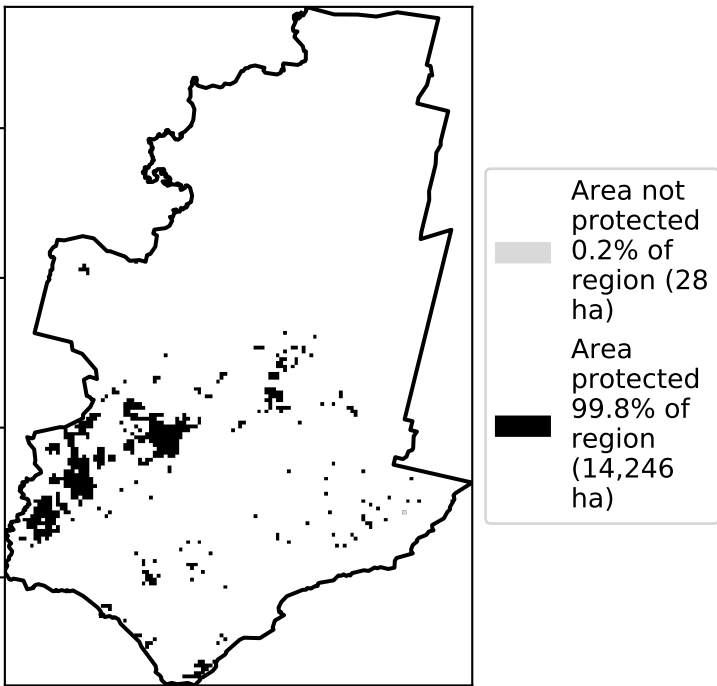 Area not
protected
0.2% of
region (28
ha)
Area
protected
99.8% of
region
(14,246
ha)